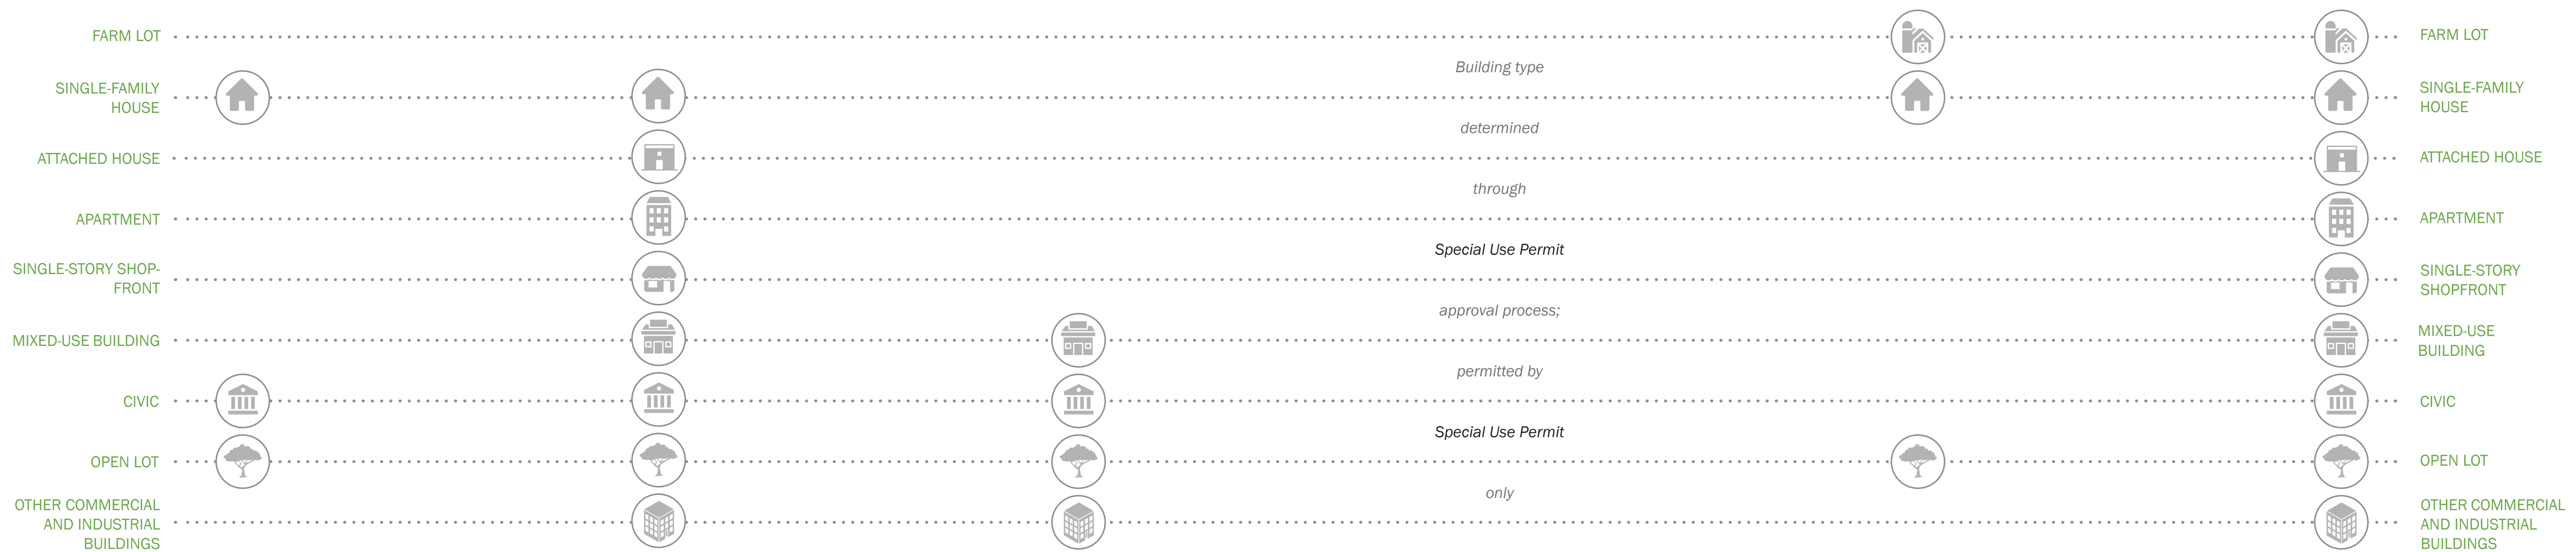 FARM LOT
FARM LOT
Building type
SINGLE-FAMILY
HOUSE
SINGLE-FAMILY
HOUSE
determined
ATTACHED HOUSE
ATTACHED HOUSE
through
APARTMENT
APARTMENT
Special Use Permit
SINGLE-STORY SHOP-
FRONT
SINGLE-STORY
SHOPFRONT
approval process;
MIXED-USE BUILDING
MIXED-USE
BUILDING
permitted by
CIVIC
CIVIC
Special Use Permit
OPEN LOT
OPEN LOT
only
OTHER COMMERCIAL
AND INDUSTRIAL
BUILDINGS
OTHER COMMERCIAL
AND INDUSTRIAL
BUILDINGS